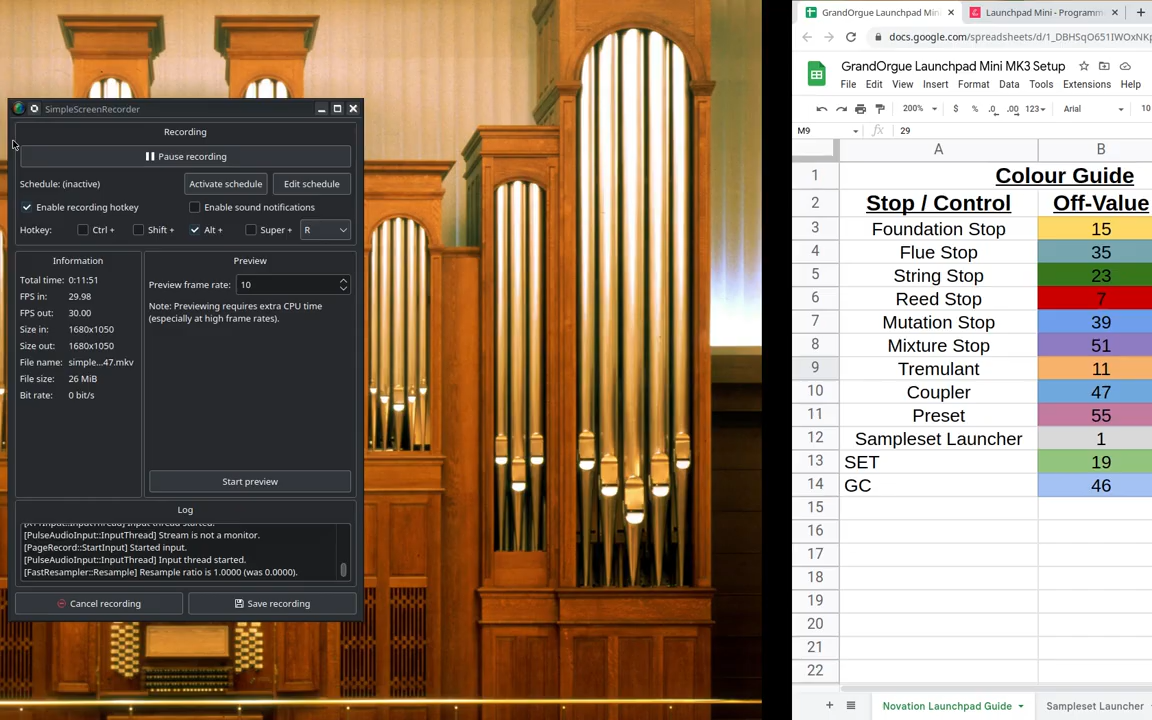 SimpleScreenRecorder
Recording
Pause recording
Schedule: (inactive)
Activate schedule
Edit schedule
Enable recording hotkey
Enable sound notifications
Hotkey:
Ctrl +
Shift +
Alt +
Super +
R
Information
Total time: 0:11:51
FPS in: 29.98
FPS out: 30.00
Size in: 1680x1050
Size out: 1680x1050
File name: simple...47.mkv
File size: 26 MiB
Bit rate: 0 bit/s
Preview
Preview frame rate: 10
Note: Previewing requires extra CPU time
(especially at high frame rates).
Start preview
Log
[PulseAudioInput::InputThread] Stream is not a monitor.
[PageRecord::StartInput] Started input.
[PulseAudioInput::InputThread] Input thread started.
[FastResampler::Resample] Resample ratio is 1.0000 (was 0.0000).
Cancel recording
Save recording
GrandOrgue Launchpad Min
Launchpad Mini - Programm
docs.google.com/spreadsheets/d/1_DBHSqO651IWOxNKp
GrandOrgue Launchpad Mini MK3 Setup
File Edit View Insert Format Data Tools Extensions Help
200% $ % .0 .00 123 Arial 10
M9 fx 29
A B
1 Colour Guide
2 Stop / Control Off-Value
3 Foundation Stop 15
4 Flue Stop 35
5 String Stop 23
6 Reed Stop 7
7 Mutation Stop 39
8 Mixture Stop 51
9 Tremulant 11
10 Coupler 47
11 Preset 55
12 Sampleset Launcher 1
13 SET 19
14 GC 46
15
16
17
18
19
20
21
22
Novation Launchpad Guide
Sampleset Launcher